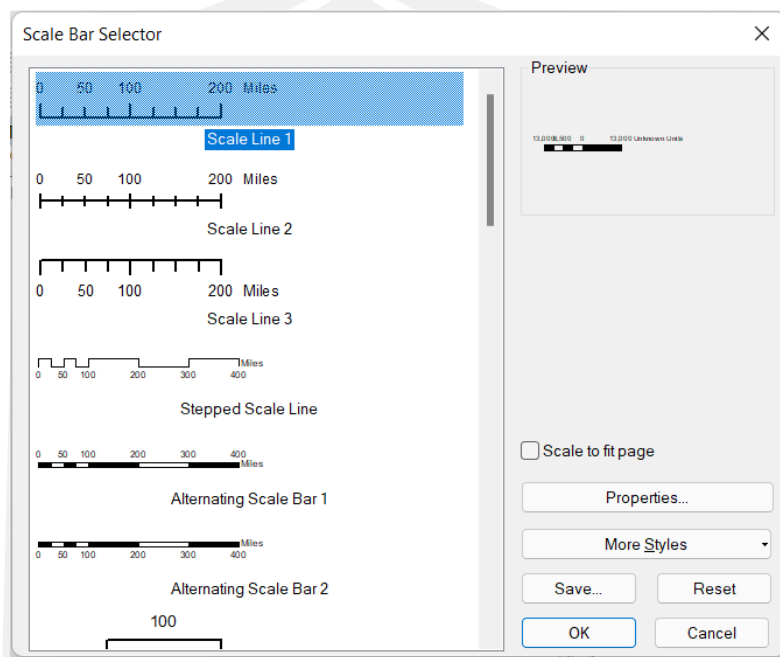 Scale Bar Selector
0 50 100 200 Miles
Scale Line 1
0 50 100 200 Miles
Scale Line 2
0 50 100 200 Miles
Scale Line 3
Miles
0 50 100 200 300 400
Stepped Scale Line
0 50 100 200 300 400
Miles
Alternating Scale Bar 1
Miles
0 50 100 200 300 400
Alternating Scale Bar 2
100
Preview
0 13,000 Unknown Units
Scale to fit page
Properties...
More Styles
Save... Reset
OK Cancel